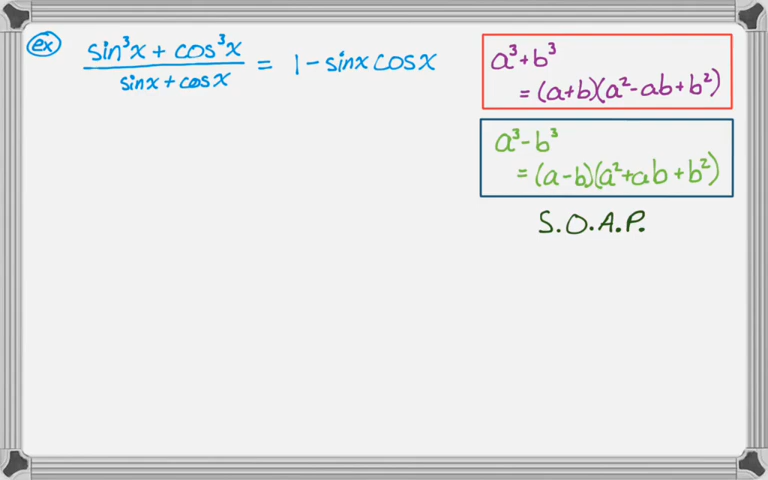 ex
sin³x + cos³x
sinx + cosx
= 1 − sinx cosx
a³+b³
= (a+b)(a²-ab+b²)
a³-b³
= (a-b)(a²+ab+b²)
S.O.A.P.